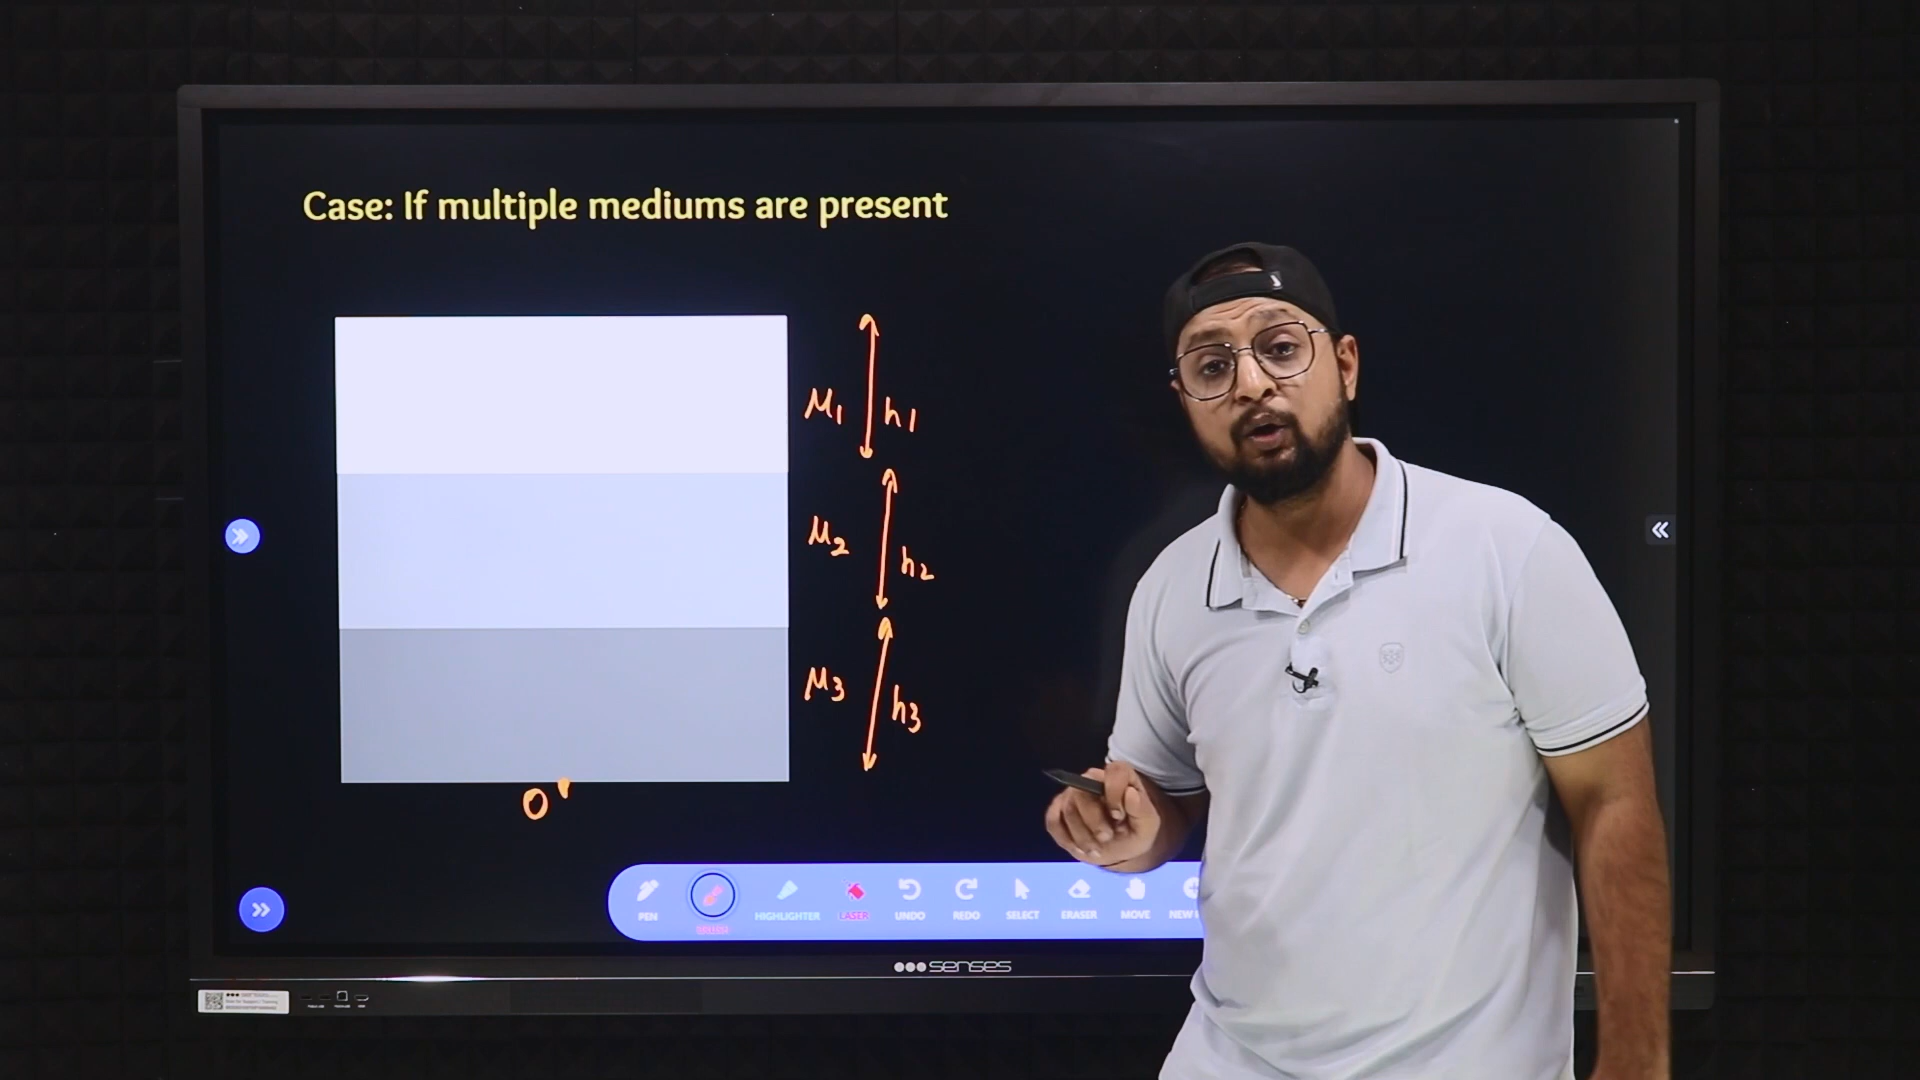 Case: If multiple mediums are present
μ1 h1
μ2 h2
μ3 h3
O
PEN
HIGHLIGHTER
LASER
UNDO
REDO
SELECT
ERASER
MOVE
NEW
senses